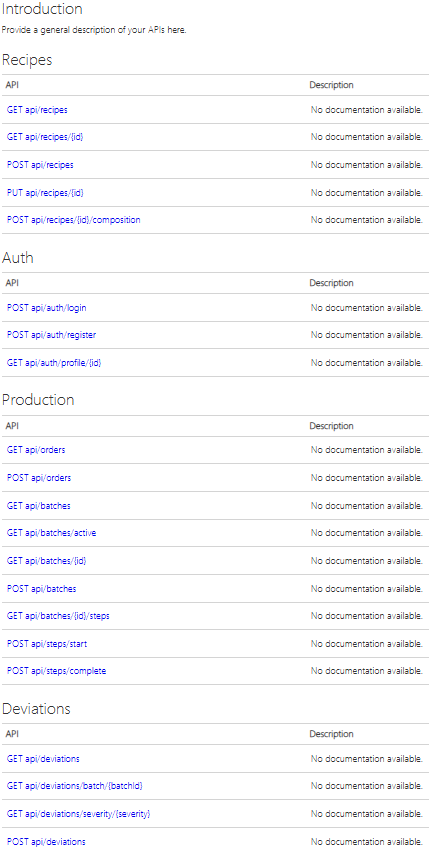 Introduction
Provide a general description of your APIs here.
Recipes
API Description
GET api/recipes No documentation available.
GET api/recipes/{id} No documentation available.
POST api/recipes No documentation available.
PUT api/recipes/{id} No documentation available.
POST api/recipes/{id}/composition No documentation available.
Auth
API Description
POST api/auth/login No documentation available.
POST api/auth/register No documentation available.
GET api/auth/profile/{id} No documentation available.
Production
API Description
GET api/orders No documentation available.
POST api/orders No documentation available.
GET api/batches No documentation available.
GET api/batches/active No documentation available.
GET api/batches/{id} No documentation available.
POST api/batches No documentation available.
GET api/batches/{id}/steps No documentation available.
POST api/steps/start No documentation available.
POST api/steps/complete No documentation available.
Deviations
API Description
GET api/deviations No documentation available.
GET api/deviations/batch/{batchId} No documentation available.
GET api/deviations/severity/{severity} No documentation available.
POST api/deviations No documentation available.